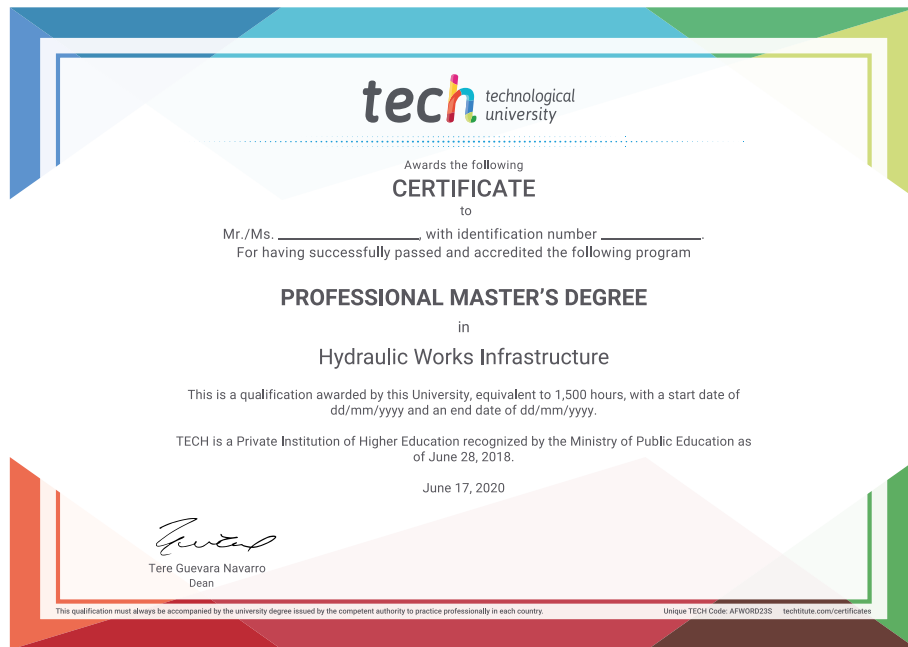 tech technological
university
Awards the following
CERTIFICATE
to
Mr./Ms. ____________________, with identification number ______________.
For having successfully passed and accredited the following program
PROFESSIONAL MASTER'S DEGREE
in
Hydraulic Works Infrastructure
This is a qualification awarded by this University, equivalent to 1,500 hours, with a start date of
dd/mm/yyyy and an end date of dd/mm/yyyy.
TECH is a Private Institution of Higher Education recognized by the Ministry of Public Education as
of June 28, 2018.
June 17, 2020
Tere Guevara Navarro
Dean
This qualification must always be accompanied by the university degree issued by the competent authority to practice professionally in each country. Unique TECH Code: AFWORD23S techtitute.com/certificates